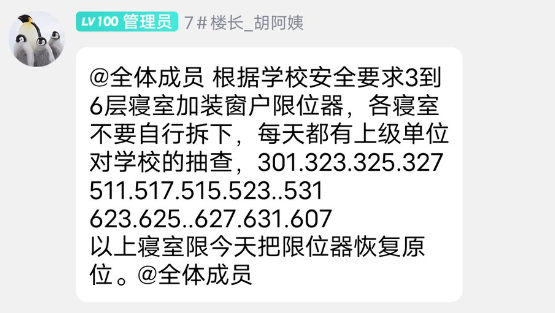 LV100 管理员 7#楼长_胡阿姨
@全体成员 根据学校安全要求3到
6层寝室加装窗户限位器，各寝室
不要自行拆下，每天都有上级单位
对学校的抽查，301.323.325.327
511.517.515.523..531
623.625..627.631.607
以上寝室限今天把限位器恢复原
位。@全体成员